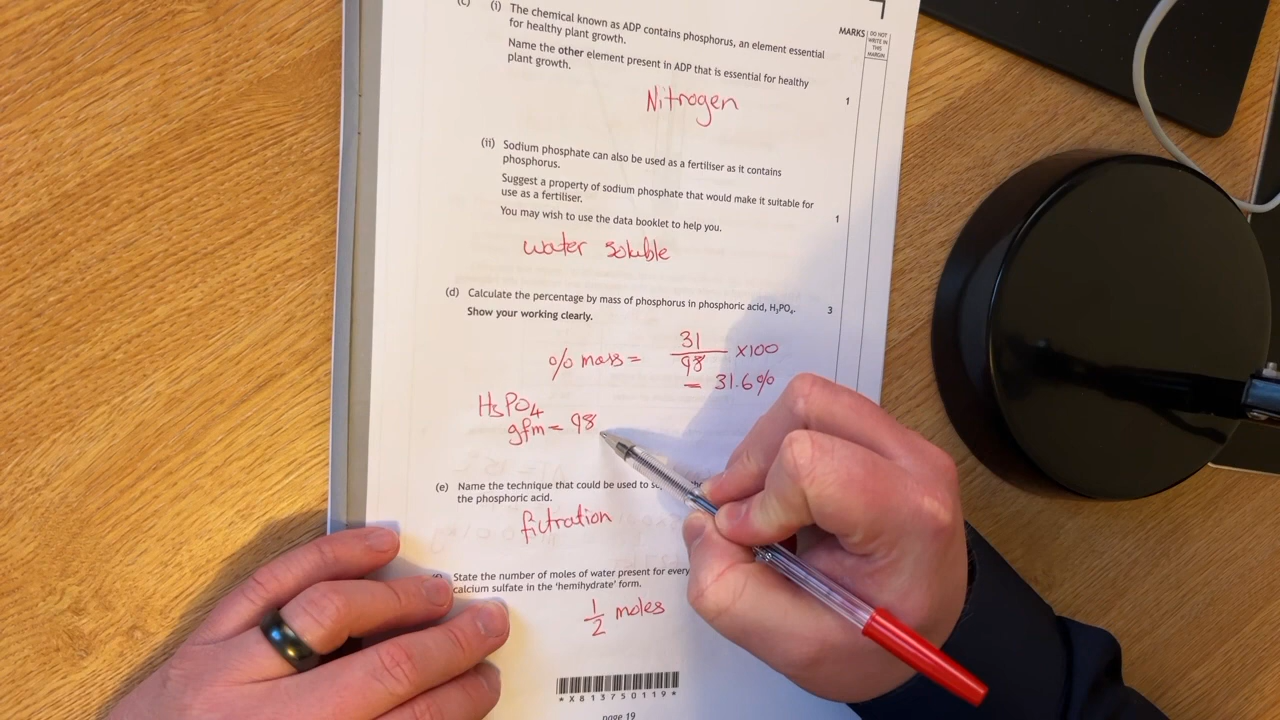 (c) (i) The chemical known as ADP contains phosphorus, an element essential
for healthy plant growth.
MARKS
DO NOT
WRITE IN
THIS
MARGIN
Name the other element present in ADP that is essential for healthy
plant growth.
1
Nitrogen
(ii) Sodium phosphate can also be used as a fertiliser as it contains
phosphorus.
Suggest a property of sodium phosphate that would make it suitable for
use as a fertiliser.
1
You may wish to use the data booklet to help you.
water soluble
(d) Calculate the percentage by mass of phosphorus in phosphoric acid, H₃PO₄.
3
Show your working clearly.
% mass = 31/98 ×100
= 31.6%
H₃PO₄
gfm = 98
(e) Name the technique that could be used to
the phosphoric acid.
filtration
State the number of moles of water present for every
calcium sulfate in the 'hemihydrate' form.
1/2 moles
*X813750119*
page 19